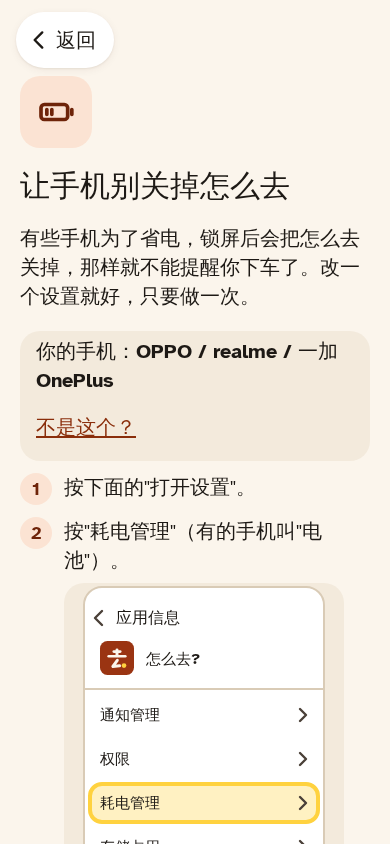 返回
让手机别关掉怎么去
有些手机为了省电，锁屏后会把怎么去
关掉，那样就不能提醒你下车了。改一
个设置就好，只要做一次。
你的手机：OPPO / realme / 一加
OnePlus
不是这个？
1 按下面的"打开设置"。
2 按"耗电管理"（有的手机叫"电
池"）。
应用信息
去 怎么去?
通知管理
权限
耗电管理
存储占用